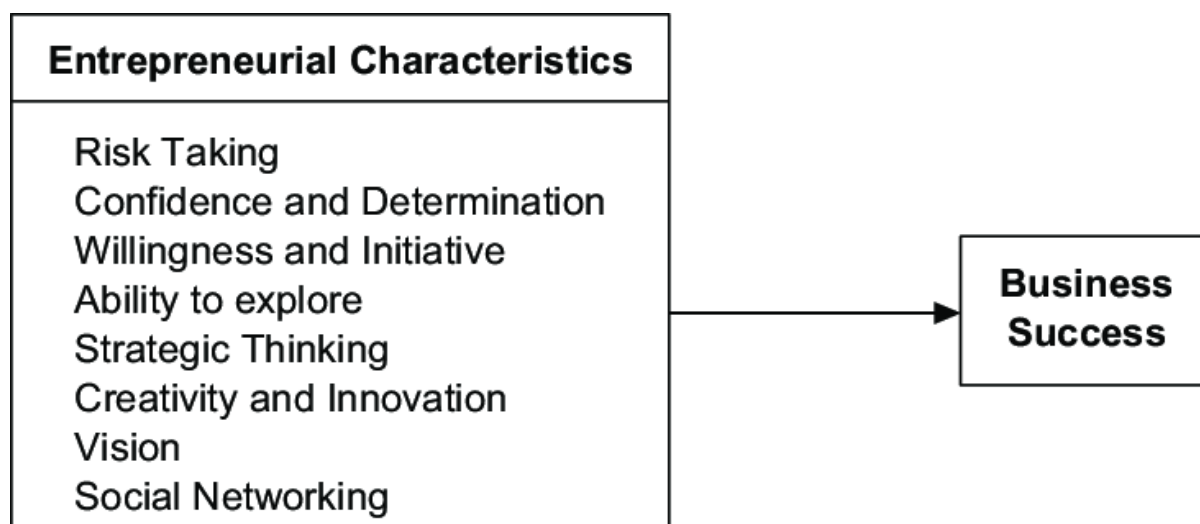 Entrepreneurial Characteristics
Risk Taking
Confidence and Determination
Willingness and Initiative
Ability to explore
Strategic Thinking
Creativity and Innovation
Vision
Social Networking
Business
Success